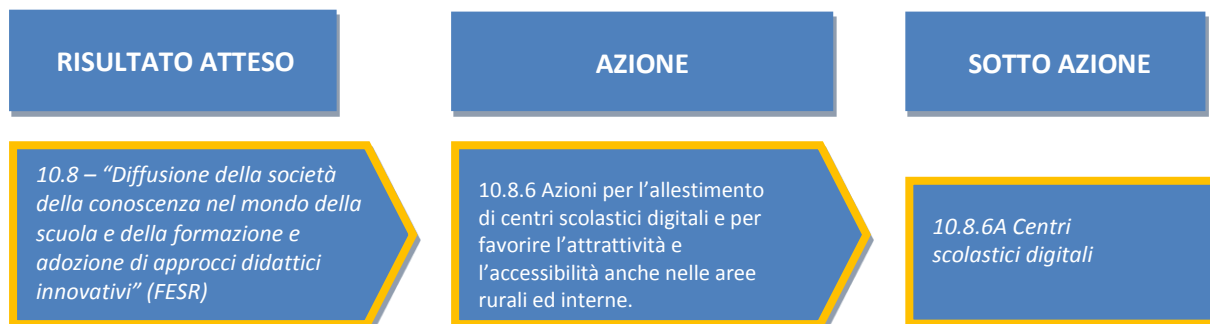 RISULTATO ATTESO
AZIONE
SOTTO AZIONE
10.8 – “Diffusione della società
della conoscenza nel mondo della
scuola e della formazione e
adozione di approcci didattici
innovativi” (FESR)
10.8.6 Azioni per l’allestimento
di centri scolastici digitali e per
favorire l’attrattività e
l’accessibilità anche nelle aree
rurali ed interne.
10.8.6A Centri
scolastici digitali